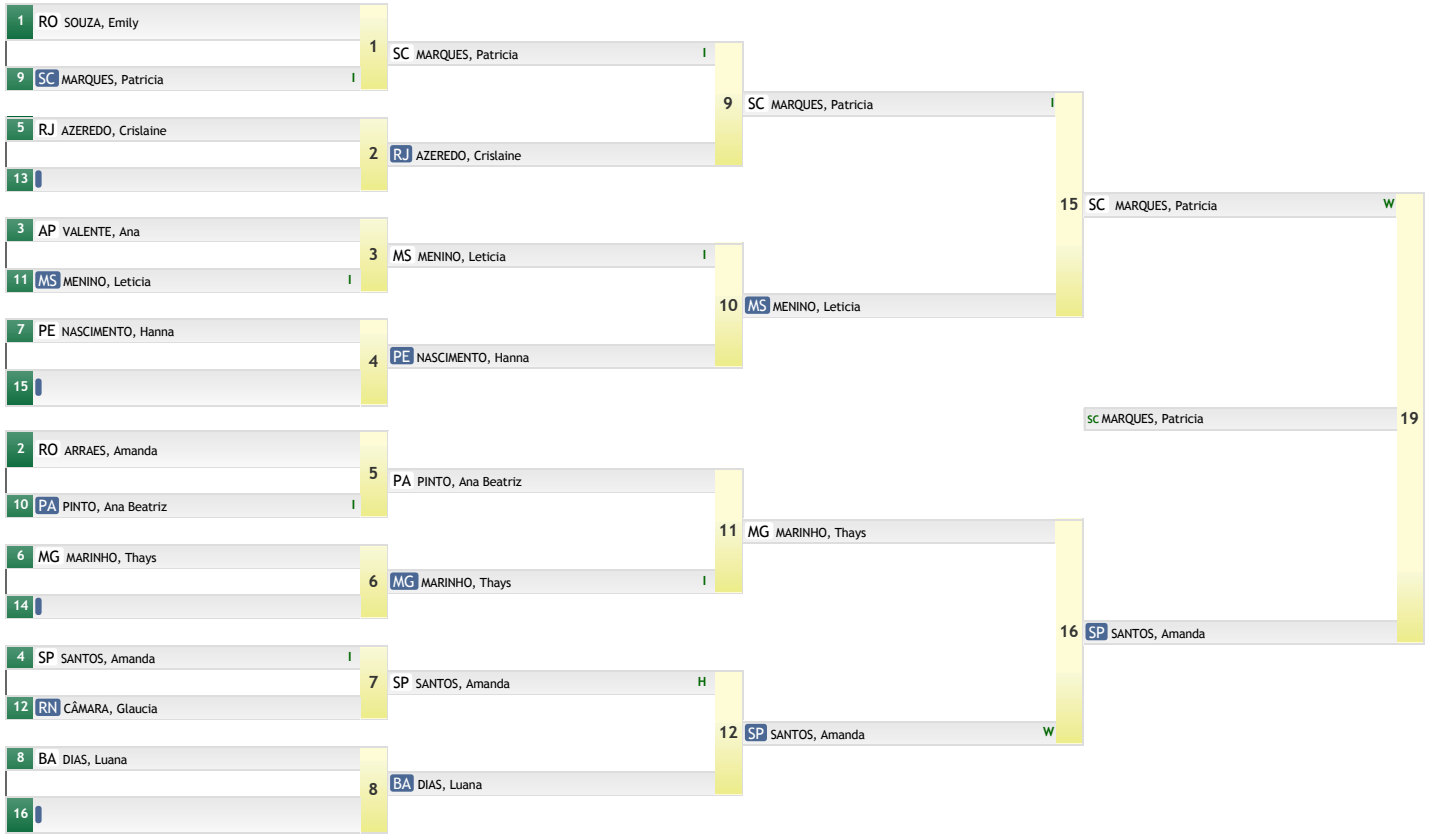 1 RO SOUZA, Emily
1
9 SC MARQUES, Patricia I
5 RJ AZEREDO, Crislaine
2
13
3 AP VALENTE, Ana
3
11 MS MENINO, Leticia I
7 PE NASCIMENTO, Hanna
4
15
2 RO ARRAES, Amanda
5
10 PA PINTO, Ana Beatriz I
6 MG MARINHO, Thays
6
14
4 SP SANTOS, Amanda I
7
12 RN CÂMARA, Glaucia
8 BA DIAS, Luana
8
16
SC MARQUES, Patricia I
9
RJ AZEREDO, Crislaine
MS MENINO, Leticia I
10
PE NASCIMENTO, Hanna
PA PINTO, Ana Beatriz
11
MG MARINHO, Thays I
SP SANTOS, Amanda H
12
BA DIAS, Luana
SC MARQUES, Patricia I
15
MS MENINO, Leticia
MG MARINHO, Thays
16
SP SANTOS, Amanda W
SC MARQUES, Patricia W
SC MARQUES, Patricia 19
SP SANTOS, Amanda